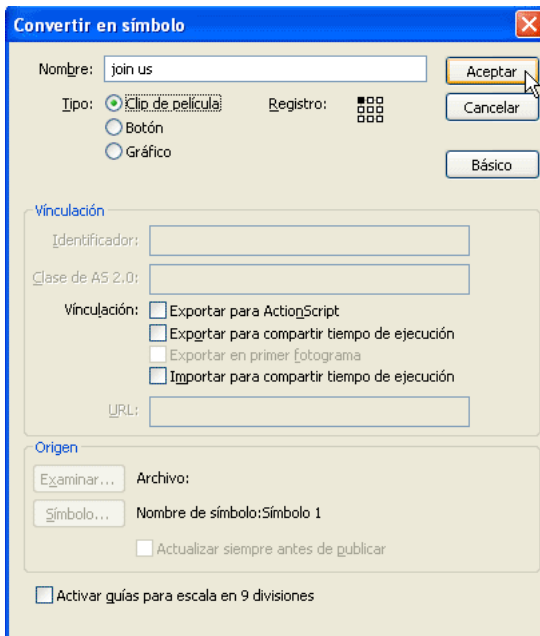 Convertir en símbolo
Nombre: join us
Aceptar
Tipo: Clip de película Registro:
Cancelar
Botón
Gráfico
Básico
Vínculación
Identificador:
Clase de AS 2.0:
Vínculación: Exportar para ActionScript
Exportar para compartir tiempo de ejecución
Exportar en primer fotograma
Importar para compartir tiempo de ejecución
URL:
Origen
Examinar... Archivo:
Símbolo... Nombre de símbolo:Símbolo 1
Actualizar siempre antes de publicar
Activar guías para escala en 9 divisiones